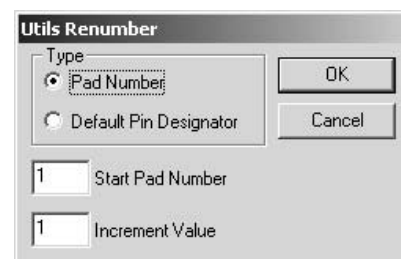 Utils Renumber
Type
Pad Number
OK
Default Pin Designator
Cancel
1 Start Pad Number
1 Increment Value